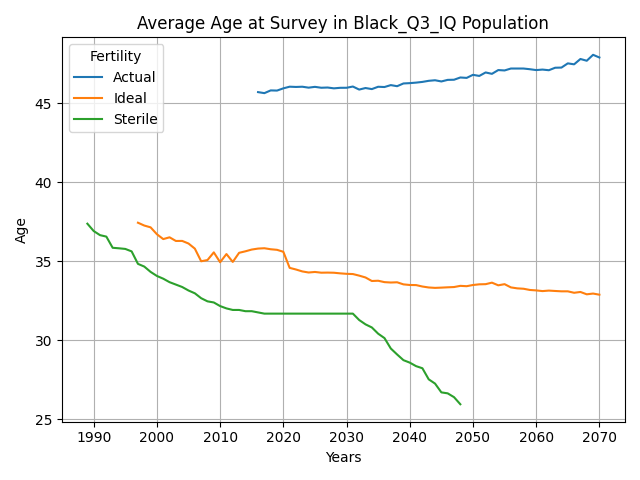 Average Age at Survey in Black_Q3_IQ Population
Fertility
Actual
Ideal
Sterile
Age
45
40
35
30
25
1990 2000 2010 2020 2030 2040 2050 2060 2070
Years